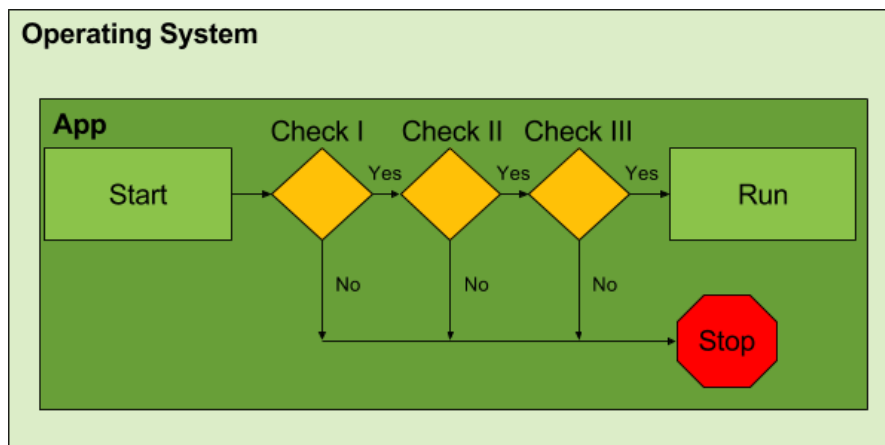 Operating System
App
Check I
Check II
Check III
Start
Yes
Yes
Yes
Run
No
No
No
Stop